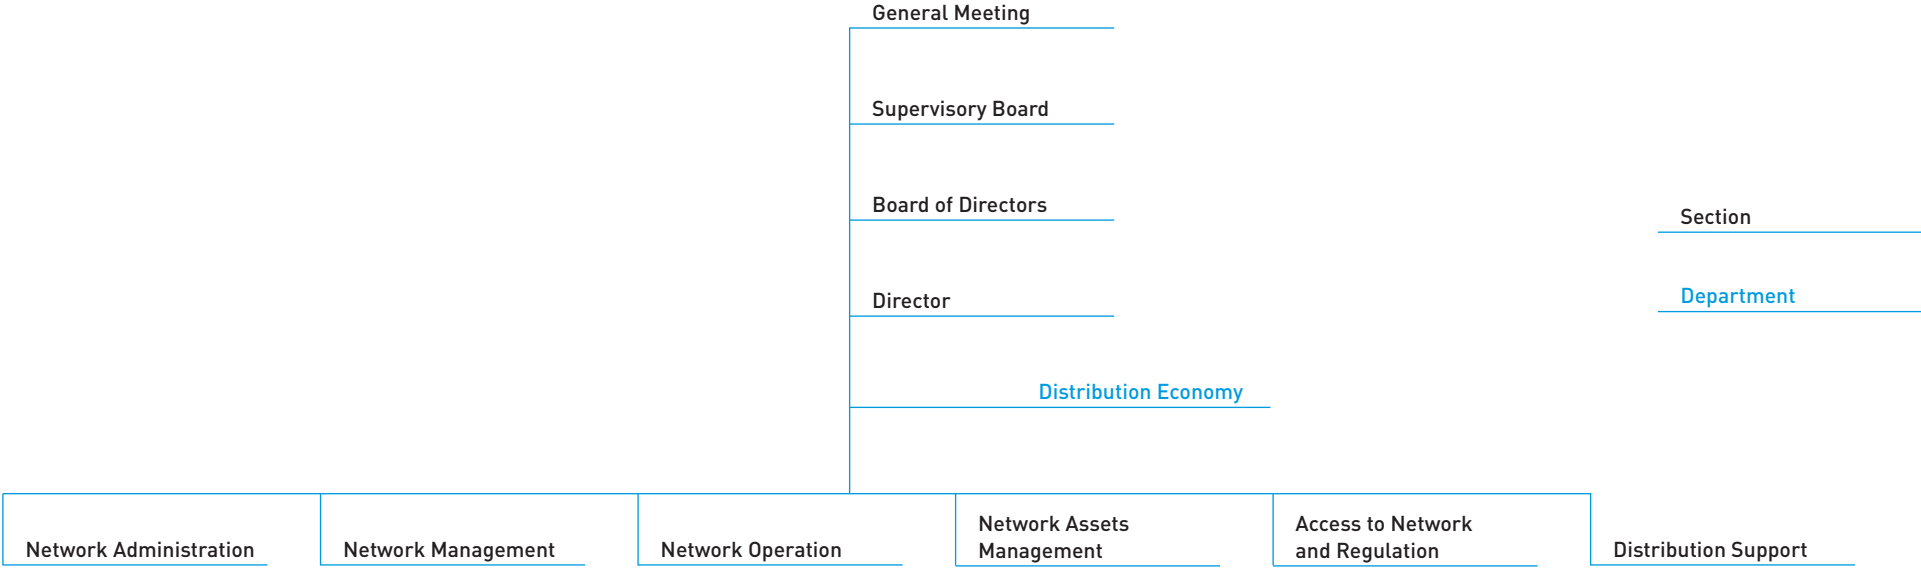 General Meeting
Supervisory Board
Board of Directors
Section
Director
Department
Distribution Economy
Network Administration
Network Management
Network Operation
Network Assets
Management
Access to Network
and Regulation
Distribution Support